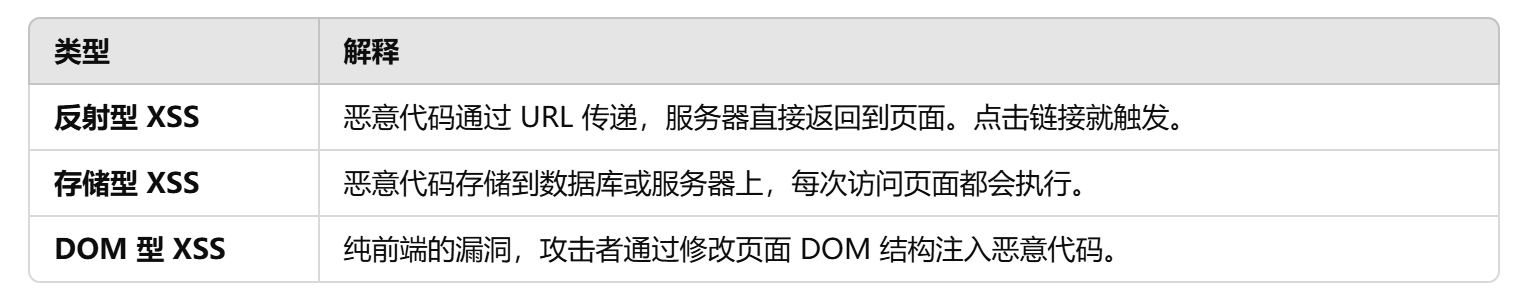 类型 解释
反射型 XSS 恶意代码通过 URL 传递，服务器直接返回到页面。点击链接就触发。
存储型 XSS 恶意代码存储到数据库或服务器上，每次访问页面都会执行。
DOM 型 XSS 纯前端的漏洞，攻击者通过修改页面 DOM 结构注入恶意代码。